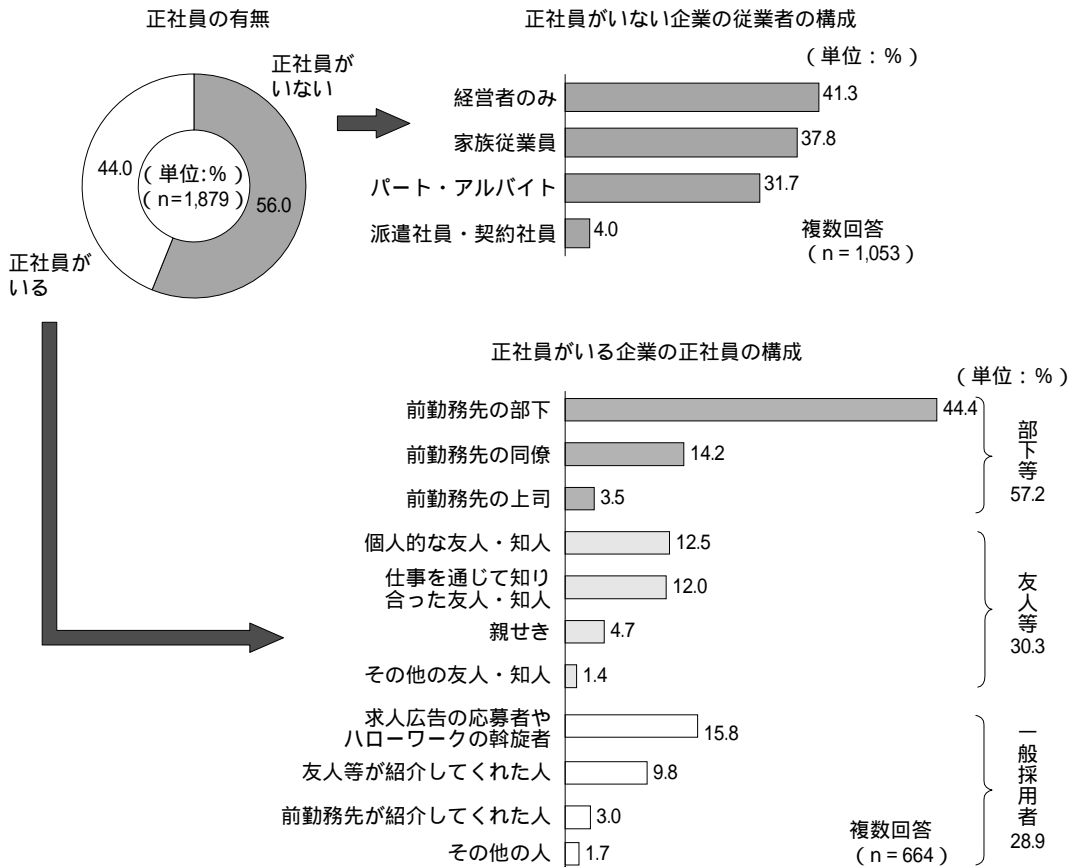 正社員の有無
正社員が
いない
44.0
（単位:%）
（n=1,879）
56.0
正社員が
いる
正社員がいない企業の従業者の構成
（単位：%）
経営者のみ 41.3
家族従業員 37.8
パート・アルバイト 31.7
派遣社員・契約社員 4.0
複数回答
（n=1,053）
正社員がいる企業の正社員の構成
（単位：%）
前勤務先の部下 44.4
前勤務先の同僚 14.2
前勤務先の上司 3.5
部下等
57.2
個人的な友人・知人 12.5
仕事を通じて知り
合った友人・知人 12.0
親せき 4.7
その他の友人・知人 1.4
友人等
30.3
求人広告の応募者や
ハローワークの斡旋者 15.8
友人等が紹介してくれた人 9.8
前勤務先が紹介してくれた人 3.0
その他の人 1.7
一般採用者
28.9
複数回答
（n=664）